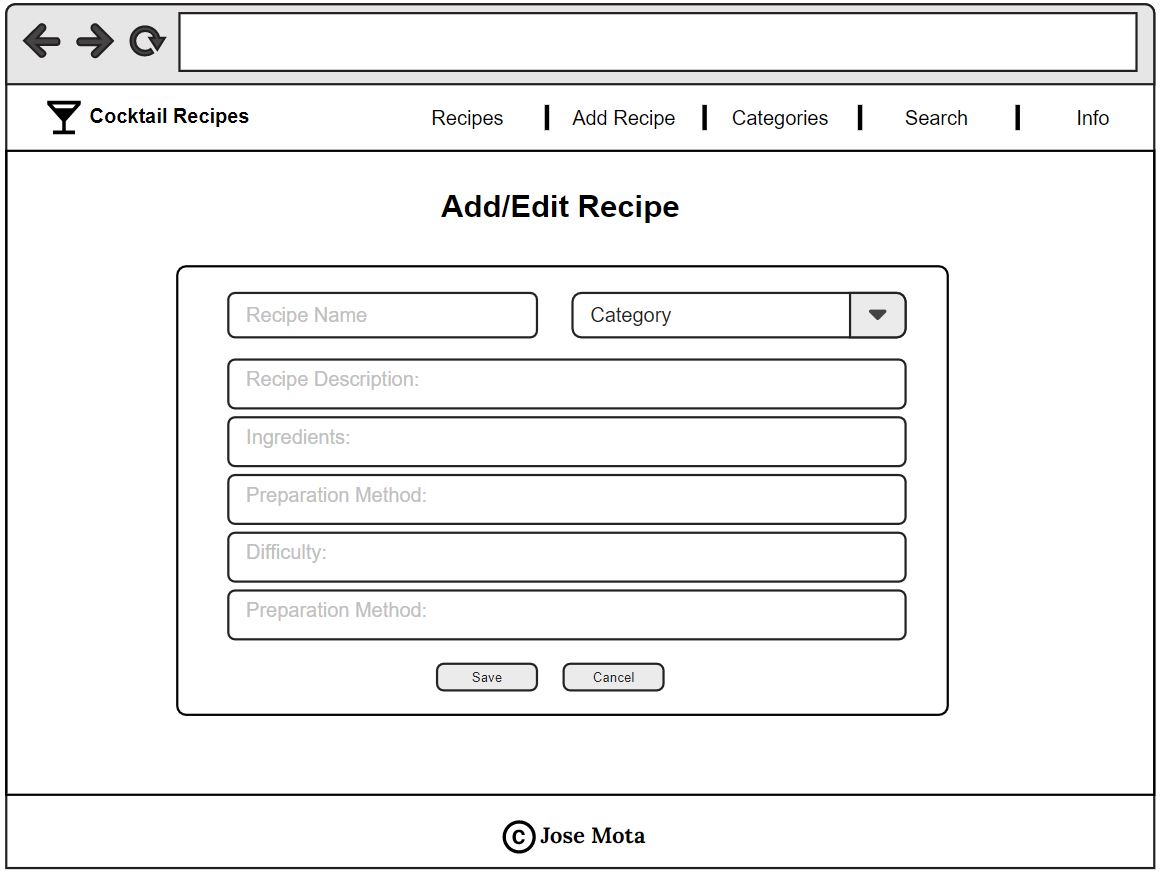 Cocktail Recipes
Recipes
Add Recipe
Categories
Search
Info
Add/Edit Recipe
Recipe Name
Category
Recipe Description:
Ingredients:
Preparation Method:
Difficulty:
Preparation Method:
Save
Cancel
© Jose Mota